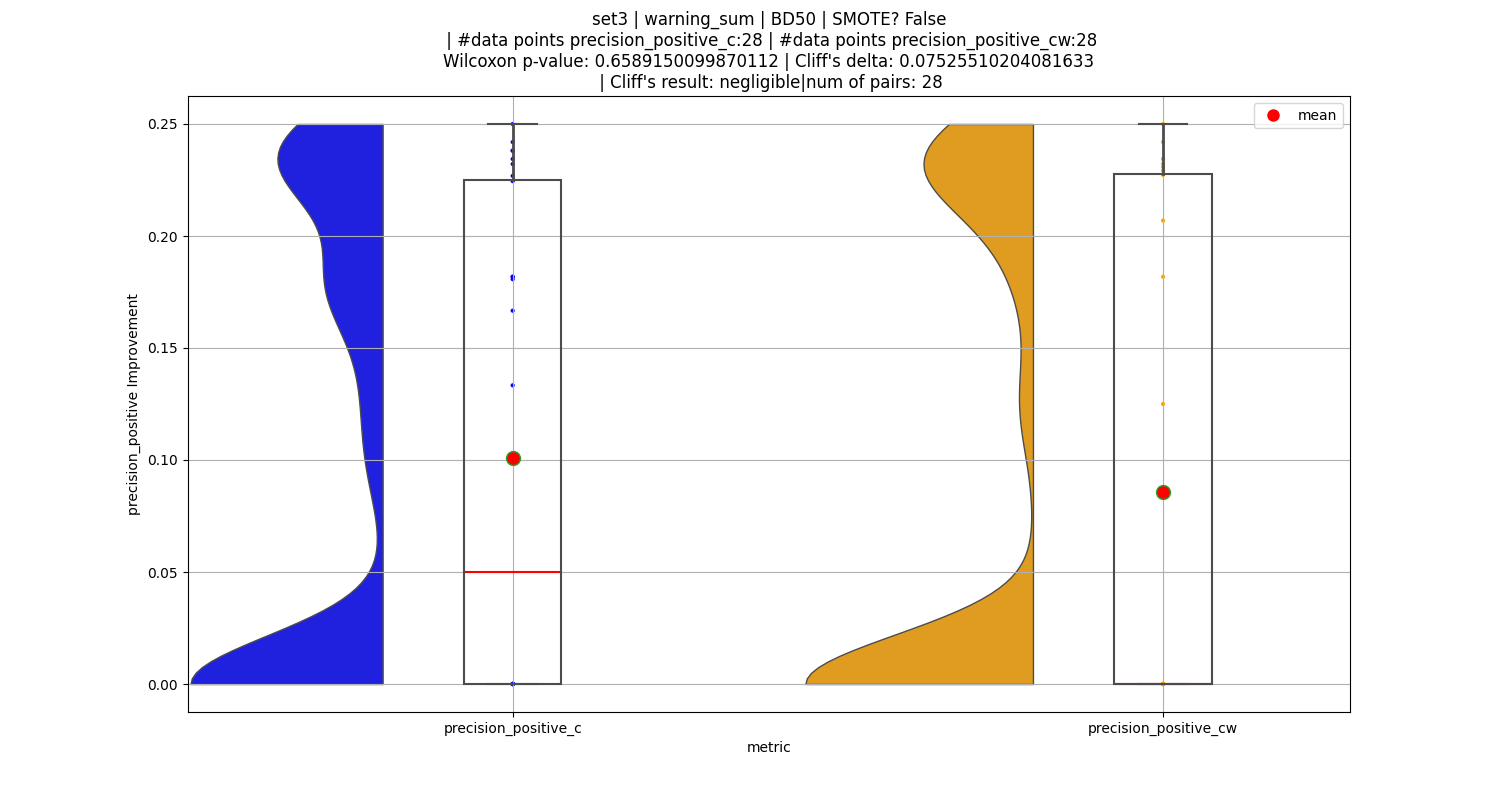 set3 | warning_sum | BD50 | SMOTE? False
| #data points precision_positive_c:28 | #data points precision_positive_cw:28
Wilcoxon p-value: 0.6589150099870112 | Cliff's delta: 0.07525510204081633
| Cliff's result: negligible|num of pairs: 28
mean
0.25
0.20
0.15
0.10
0.05
0.00
precision_positive Improvement
precision_positive_c
precision_positive_cw
metric